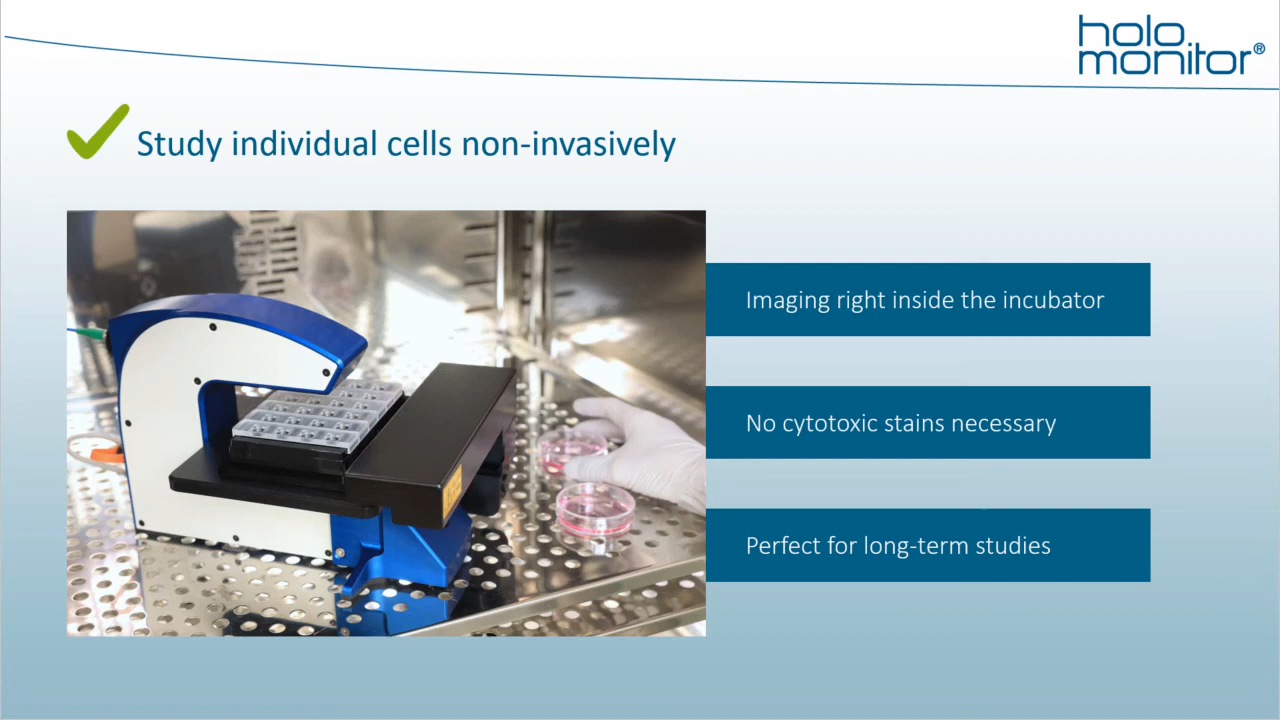 holo
monitor®
Study individual cells non-invasively
Imaging right inside the incubator
No cytotoxic stains necessary
Perfect for long-term studies